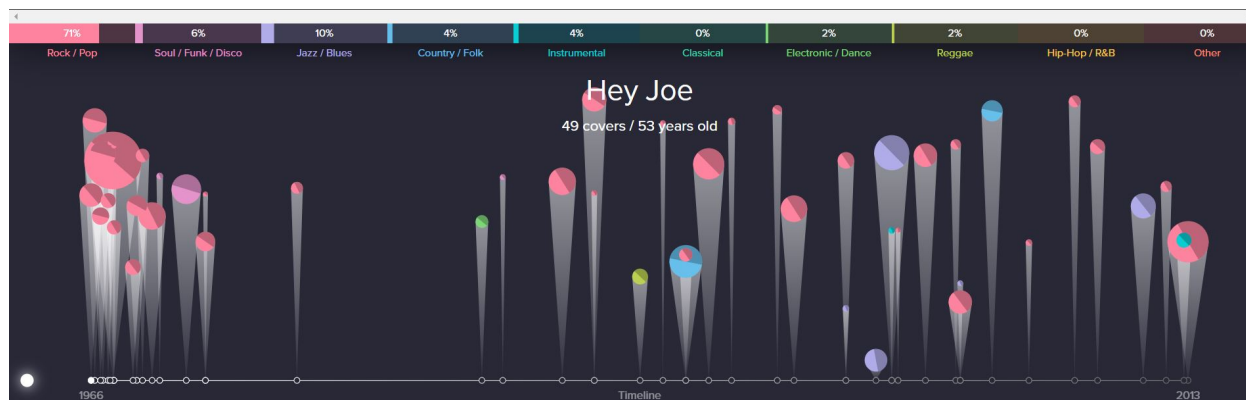 71% 6% 10% 4% 4% 0% 2% 2% 0% 0%
Rock / Pop Soul / Funk / Disco Jazz / Blues Country / Folk Instrumental Classical Electronic / Dance Reggae Hip-Hop / R&B Other
Hey Joe
49 covers / 53 years old
1966 Timeline 2013